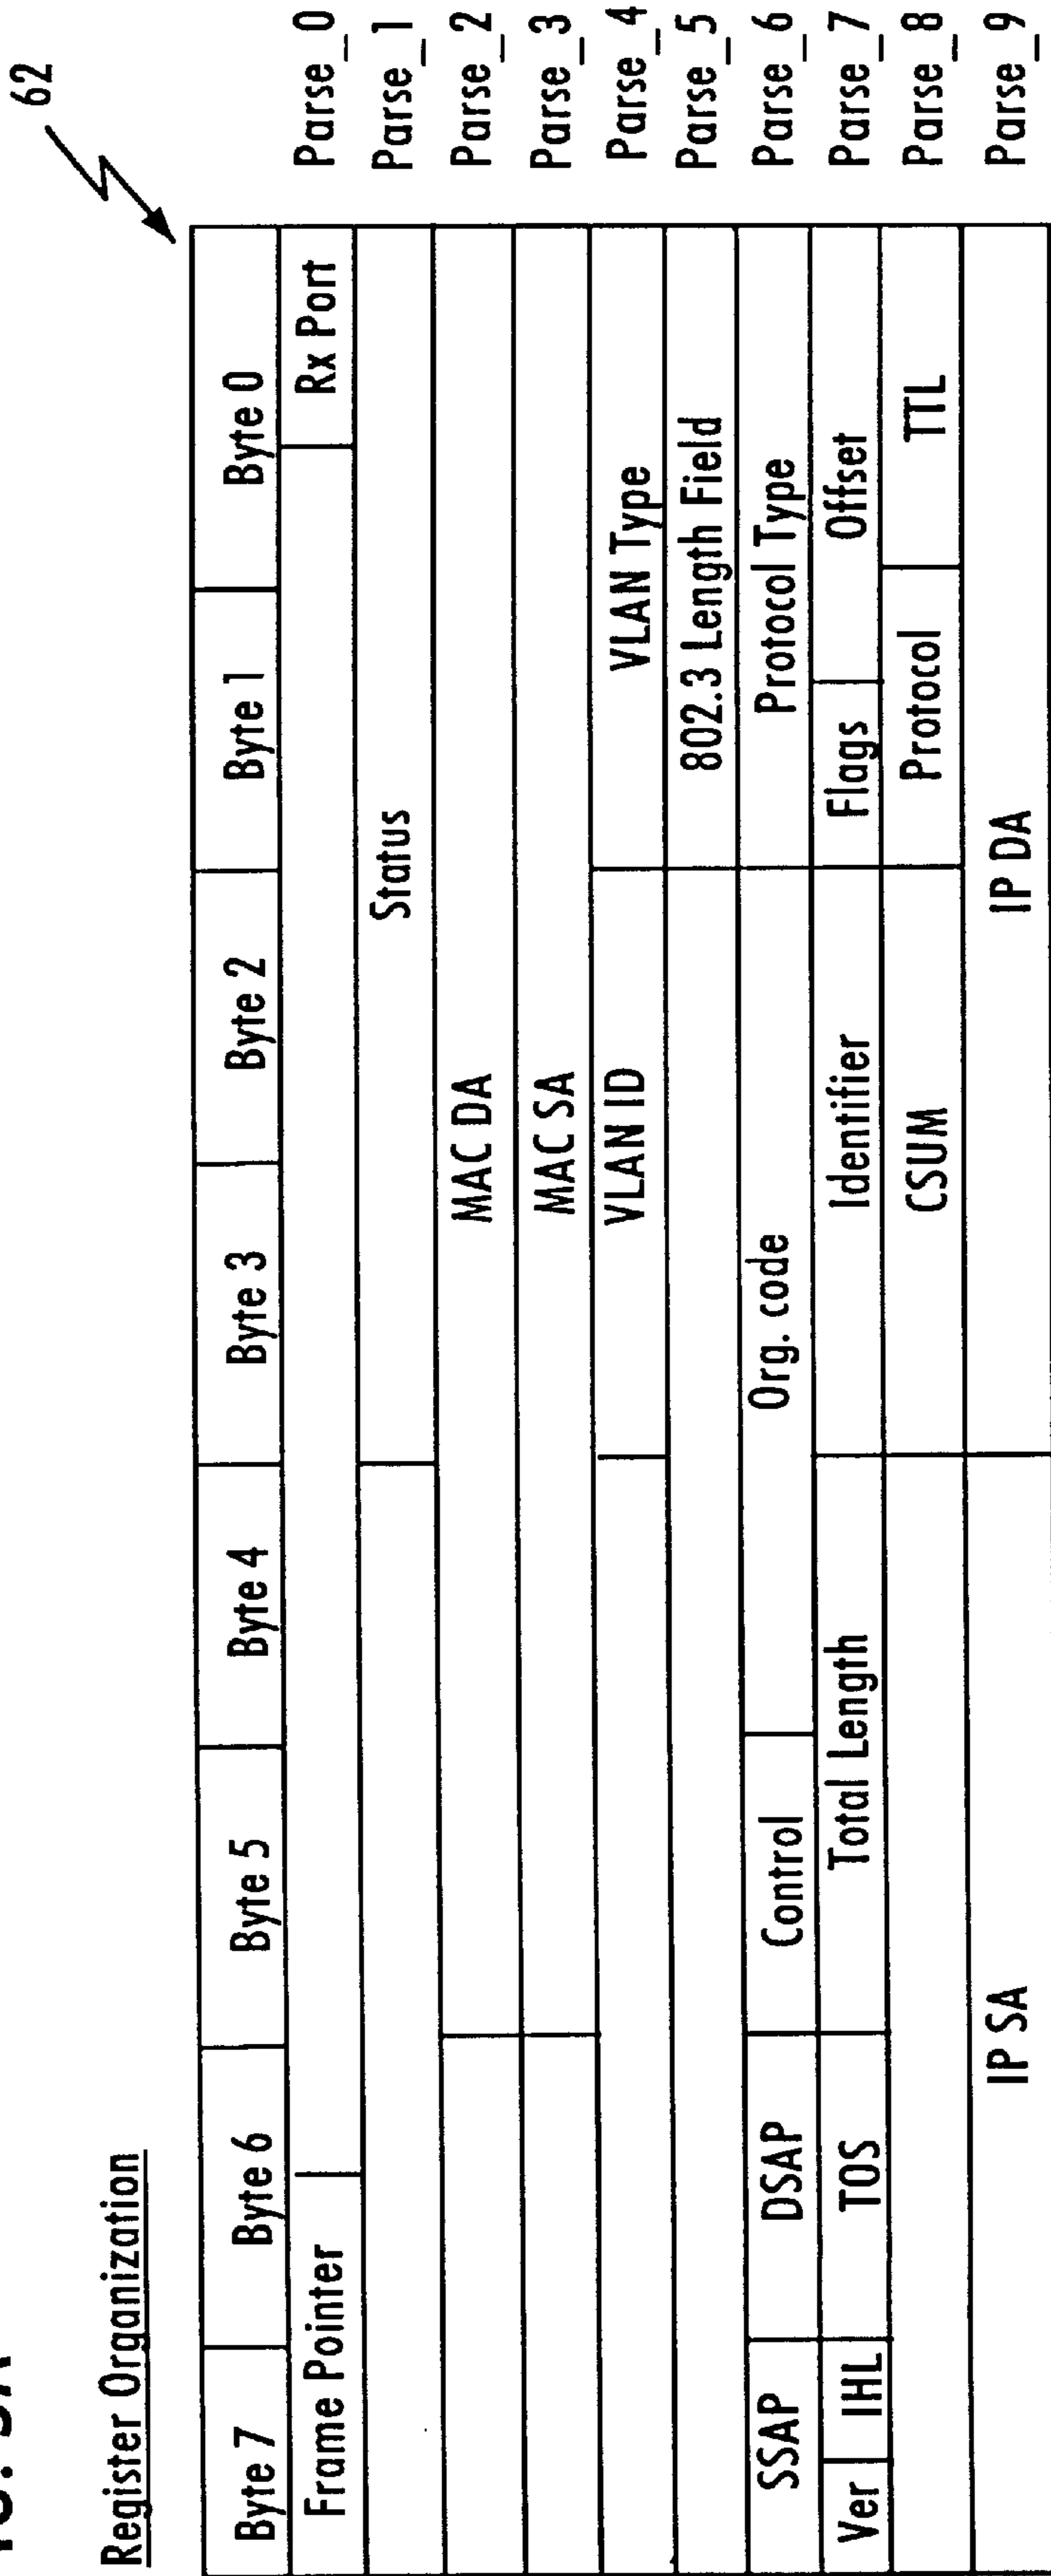 Register Organization
62
Byte 7 Byte 6 Byte 5 Byte 4 Byte 3 Byte 2 Byte 1 Byte 0
Frame Pointer Rx Port Parse_0
Status Parse_1
MAC DA Parse_2
MAC SA Parse_3
VLAN ID VLAN Type Parse_4
802.3 Length Field Parse_5
SSAP DSAP Control Org. code Protocol Type Parse_6
Ver IHL TOS Total Length Identifier Flags Offset Parse_7
CSUM Protocol TTL Parse_8
IP SA IP DA Parse_9